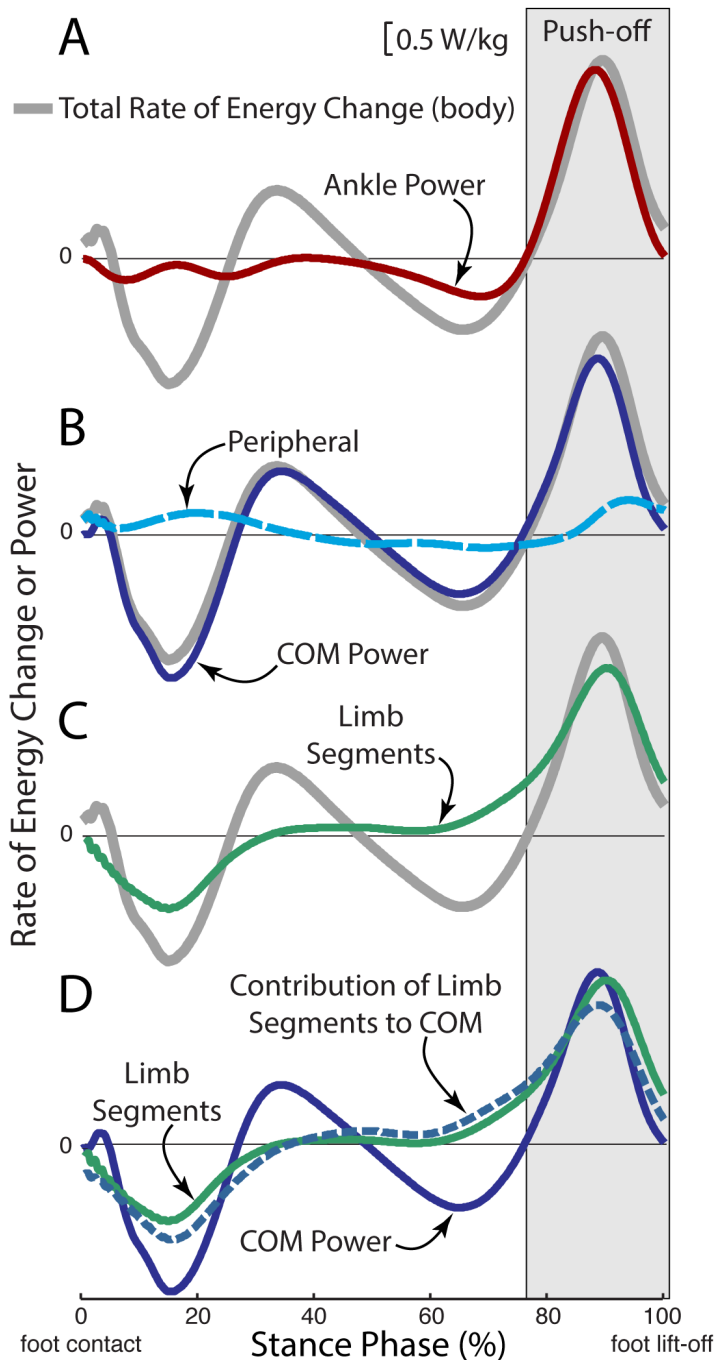 A
0.5 W/kg
Push-off
Total Rate of Energy Change (body)
Ankle Power
0
B
Peripheral
0
COM Power
Rate of Energy Change or Power
C
Limb
Segments
0
D
Contribution of Limb
Segments to COM
Limb
Segments
0
COM Power
0
20
40
60
80
100
foot contact
Stance Phase (%)
foot lift-off